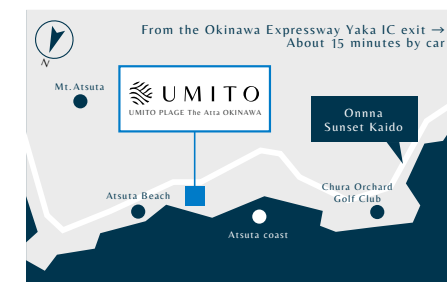 From the Okinawa Expressway Yaka IC exit →
About 15 minutes by car
N
Mt.Atsuta
UMITO
UMITO PLAGE The Atta OKINAWA
Onnna
Sunset Kaido
Atsuta Beach
Chura Orchard
Golf Club
Atsuta coast